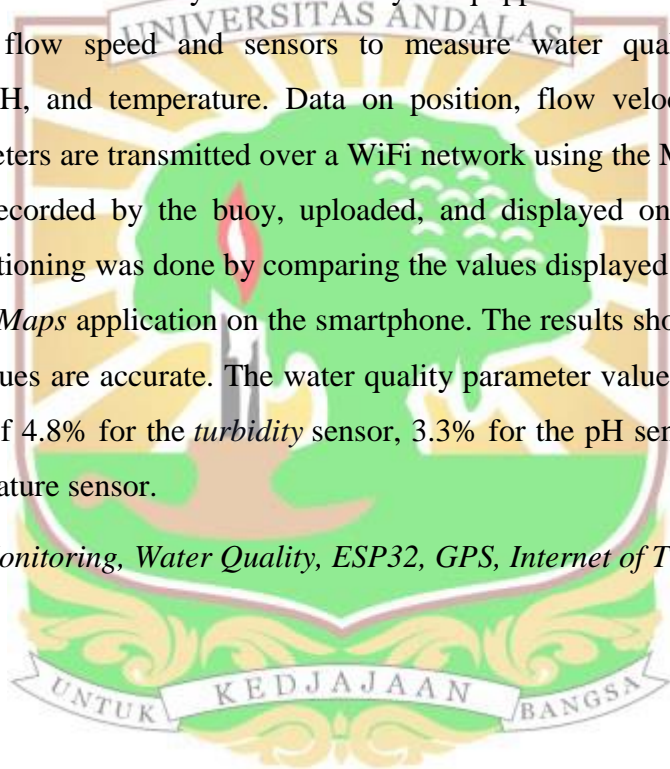 UNIVERSITAS ANDALAS
flow speed and sensors to measure water qua
H, and temperature. Data on position, flow veloc
eters are transmitted over a WiFi network using the M
ecorded by the buoy, uploaded, and displayed on
tioning was done by comparing the values displayed
Maps application on the smartphone. The results sho
ues are accurate. The water quality parameter value
f 4.8% for the turbidity sensor, 3.3% for the pH sen
ature sensor.
onitoring, Water Quality, ESP32, GPS, Internet of T
UNTUK KEDJAJAAN BANGSA